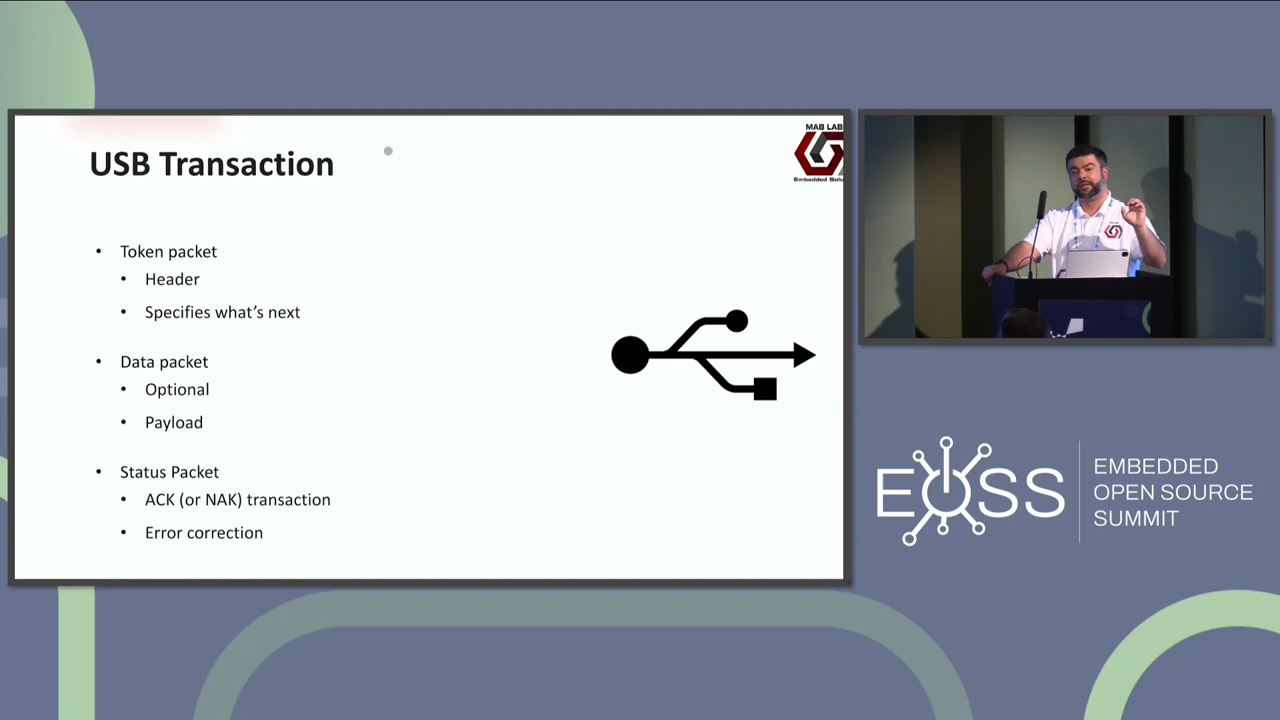 USB Transaction
MAB LAB
Embedded Solu
• Token packet
• Header
• Specifies what's next
• Data packet
• Optional
• Payload
• Status Packet
• ACK (or NAK) transaction
• Error correction
EOSS
EMBEDDED
OPEN SOURCE
SUMMIT